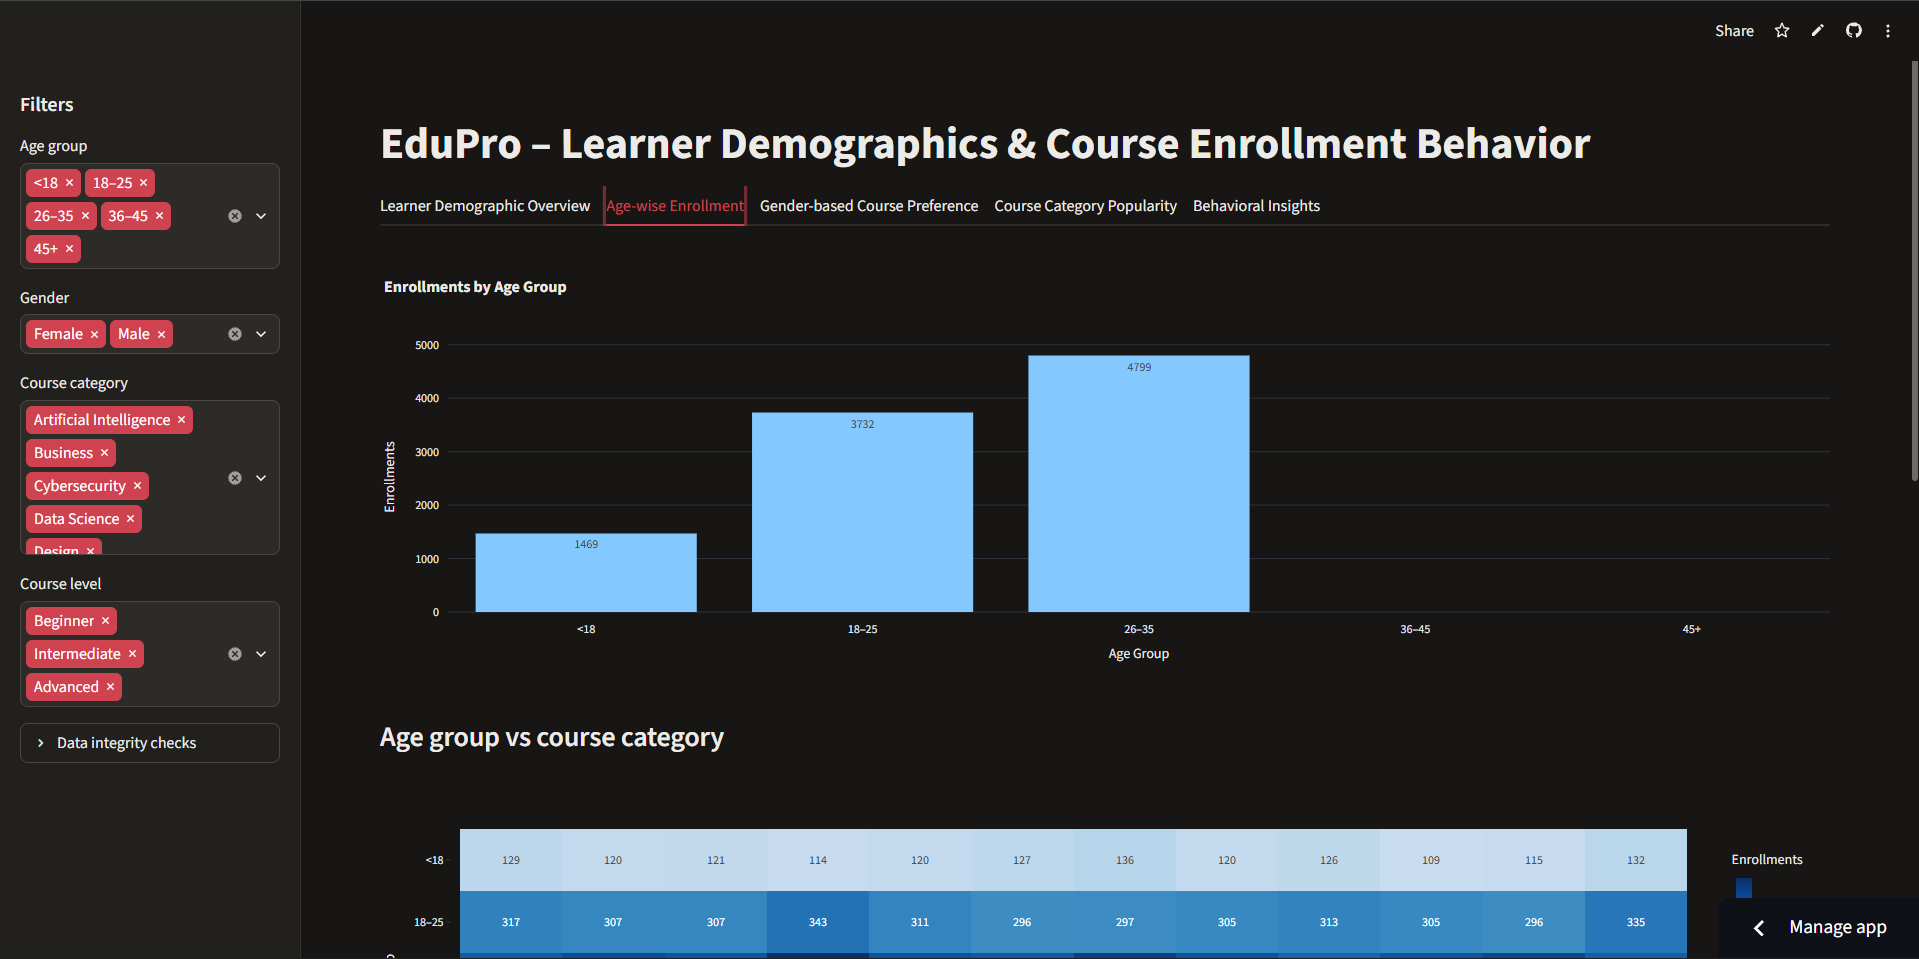 Share
Filters
Age group
<18 × 18–25 ×
26–35 × 36–45 ×
45+ ×
Gender
Female × Male ×
Course category
Artificial Intelligence ×
Business ×
Cybersecurity ×
Data Science ×
Design ×
Course level
Beginner ×
Intermediate ×
Advanced ×
Data integrity checks
EduPro – Learner Demographics & Course Enrollment Behavior
Learner Demographic Overview Age-wise Enrollment Gender-based Course Preference Course Category Popularity Behavioral Insights
Enrollments by Age Group
Enrollments
5000
4000
3000
2000
1000
0
1469
3732
4799
<18 18–25 26–35 36–45 45+
Age Group
Age group vs course category
<18 129 120 121 114 120 127 136 120 126 109 115 132
18–25 317 307 307 343 311 296 297 305 313 305 296 335
Enrollments
Manage app